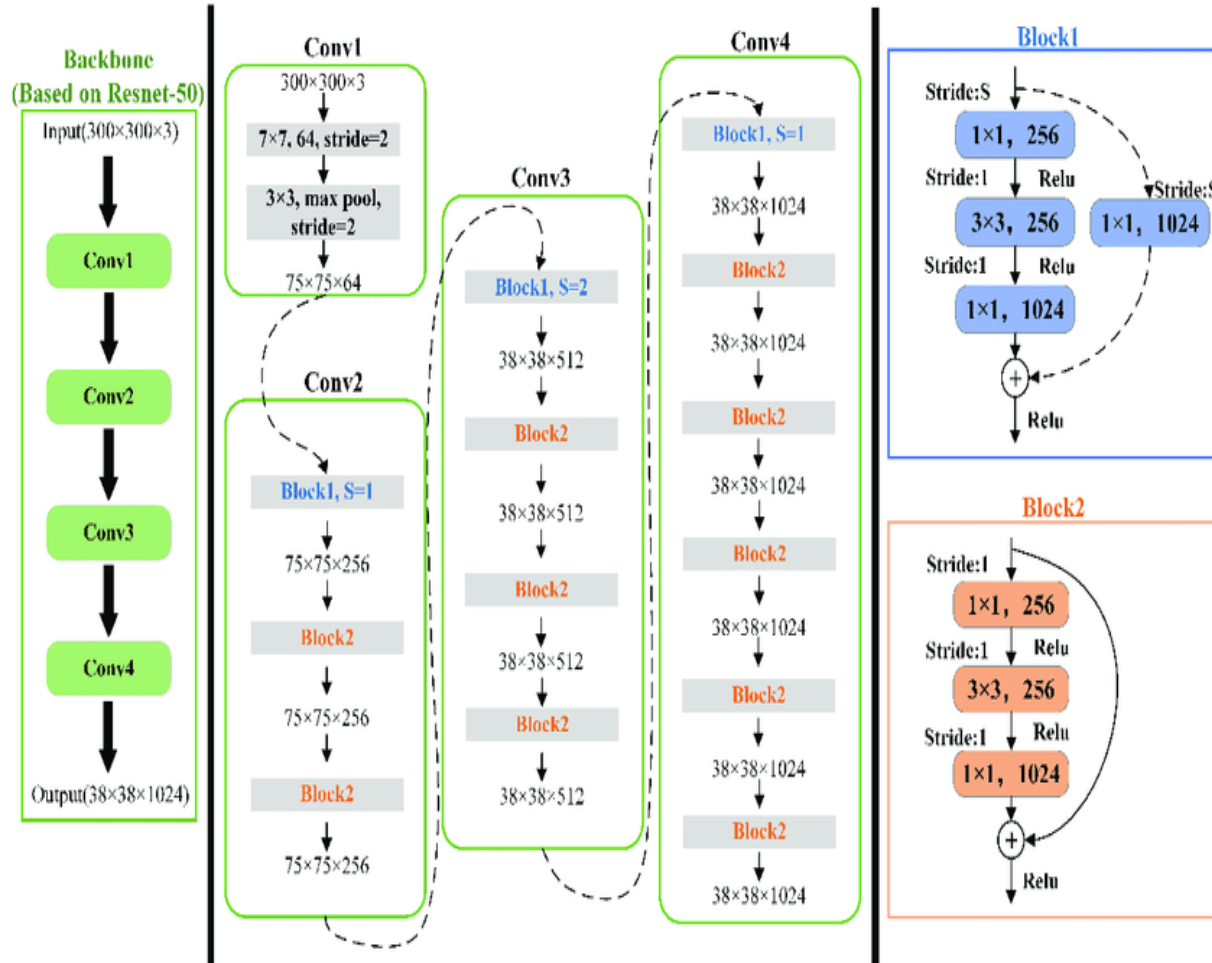 Backbone
(Based on Resnet-50)
Input(300×300×3)
Conv1
Conv2
Conv3
Conv4
Output(38×38×1024)
Conv1
300×300×3
7×7, 64, stride=2
3×3, max pool,
stride=2
75×75×64
Conv2
Block1, S=1
75×75×256
Block2
75×75×256
Block2
75×75×256
Conv3
Block1, S=2
38×38×512
Block2
38×38×512
Block2
38×38×512
Block2
38×38×512
Conv4
Block1, S=1
38×38×1024
Block2
38×38×1024
Block2
38×38×1024
Block2
38×38×1024
Block2
38×38×1024
Block2
38×38×1024
Block1
Stride:S
1×1, 256
Stride:1
Relu
Stride:S
3×3, 256
1×1, 1024
Stride:1
Relu
1×1, 1024
+
Relu
Block2
Stride:1
1×1, 256
Stride:1
Relu
3×3, 256
Stride:1
Relu
1×1, 1024
+
Relu